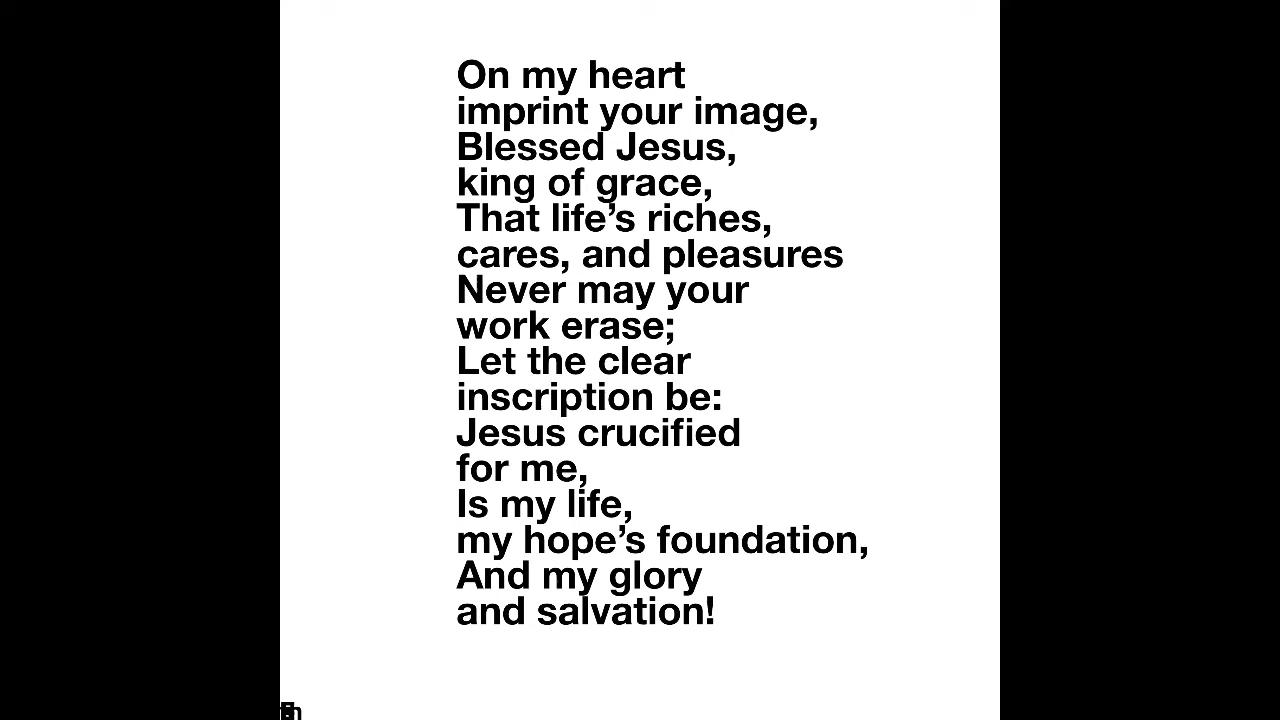 On my heart
imprint your image,
Blessed Jesus,
king of grace,
That life’s riches,
cares, and pleasures
Never may your
work erase;
Let the clear
inscription be:
Jesus crucified
for me,
Is my life,
my hope’s foundation,
And my glory
and salvation!